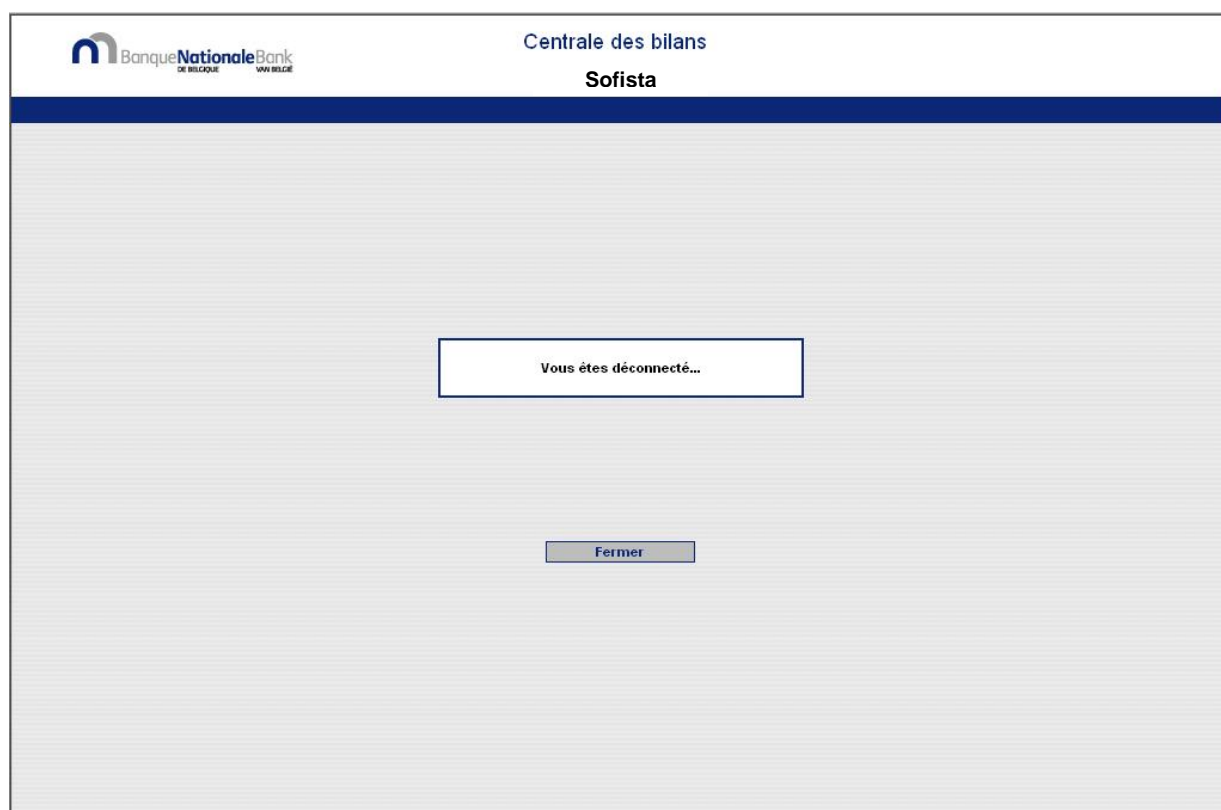 BanqueNationaleBank
DE BELGIQUE VAN BELGIË
Centrale des bilans
Sofista
Vous êtes déconnecté...
Fermer